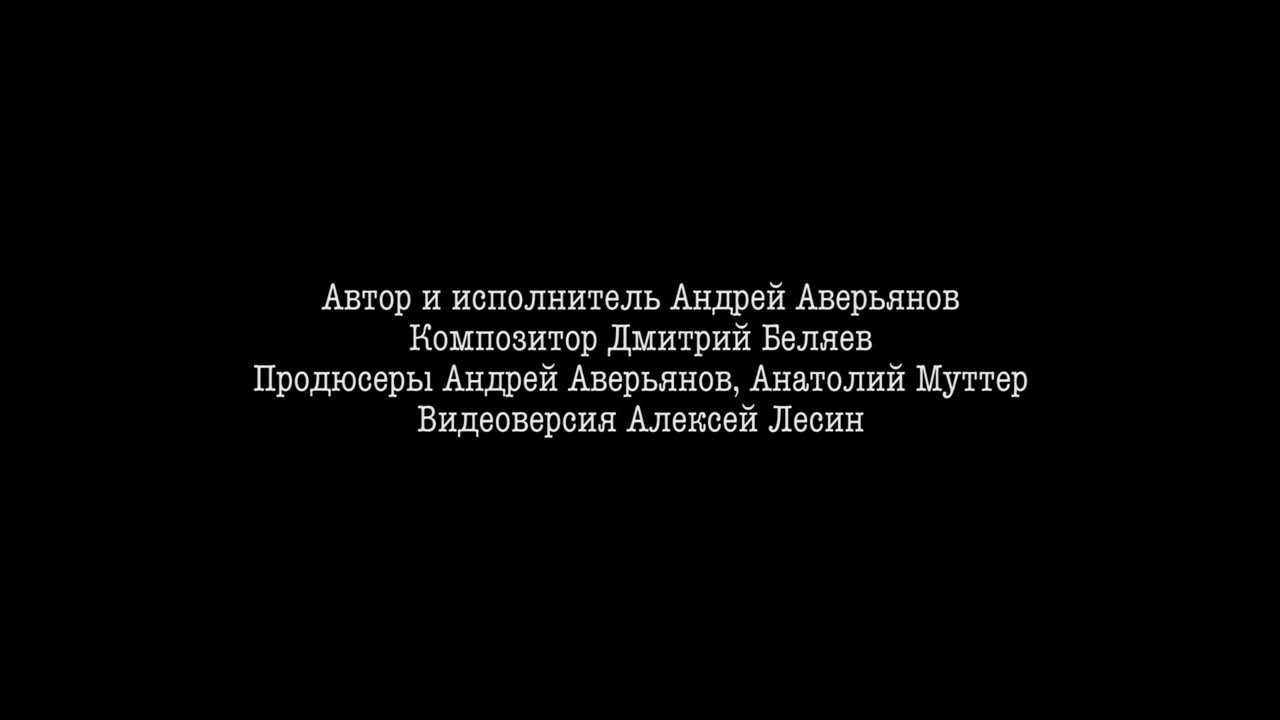 Автор и исполнитель Андрей Аверьянов
Композитор Дмитрий Беляев
Продюсеры Андрей Аверьянов, Анатолий Муттер
Видеоверсия Алексей Лесин